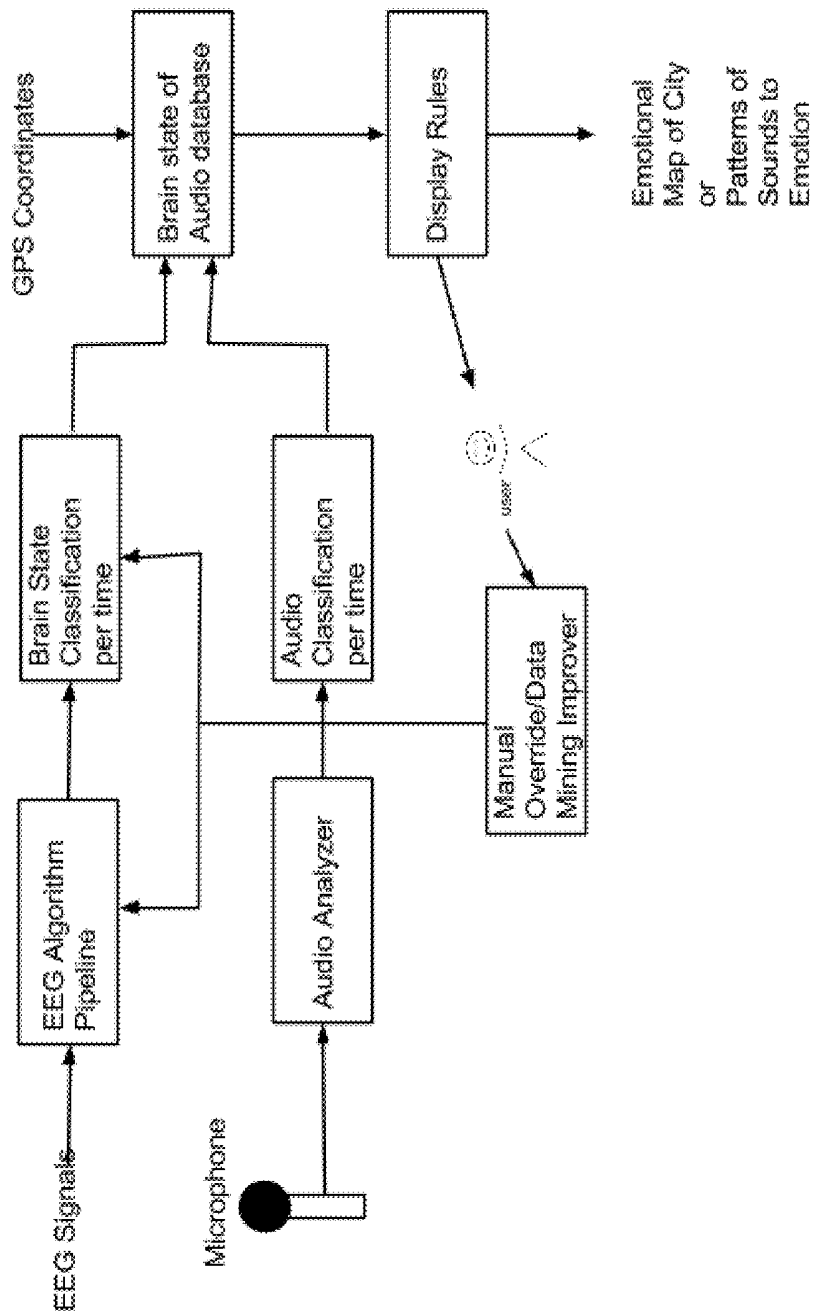 GPS Coordinates
EEG Signals
EEG Algorithm
Pipeline
Brain State
Classification
per time
Brain state of
Audio database
Microphone
Audio Analyzer
Audio
Classification
per time
Display Rules
user
Manual
Override/Data
Mining Improver
Emotional
Map of City
or
Patterns of
Sounds to
Emotion